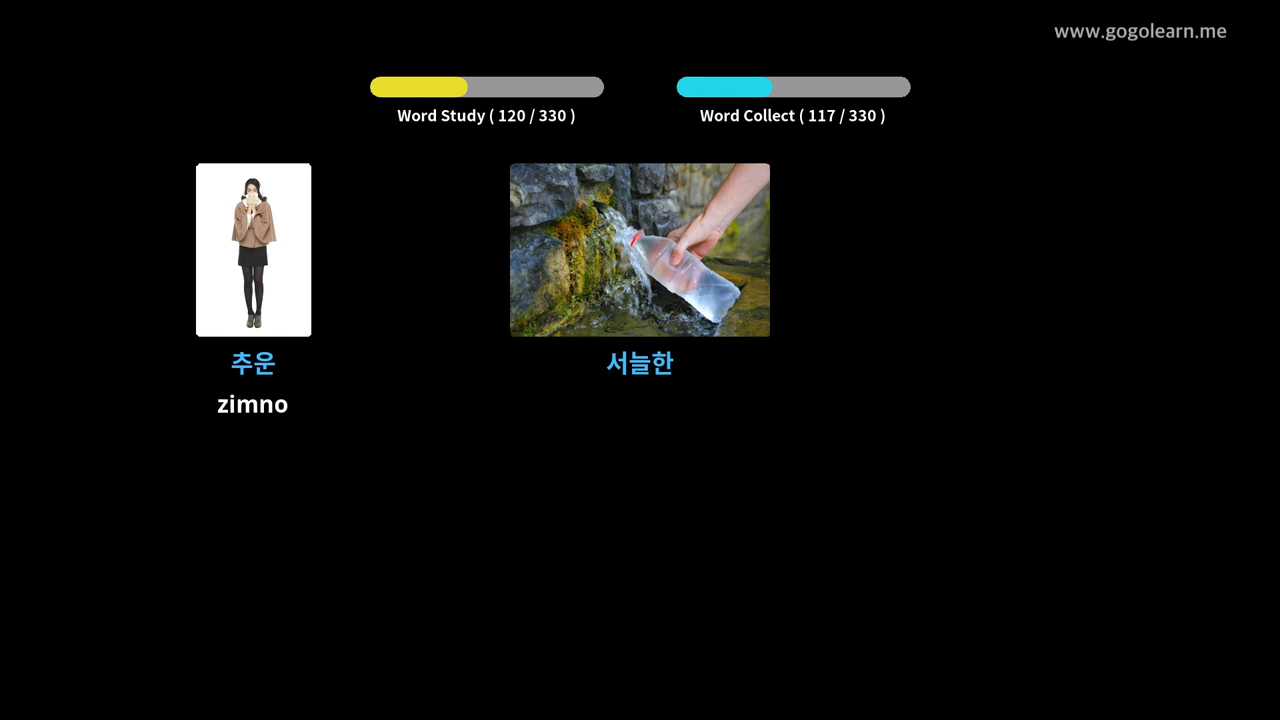 www.gogolearn.me
Word Study ( 120 / 330 )
Word Collect ( 117 / 330 )
추운
서늘한
zimno